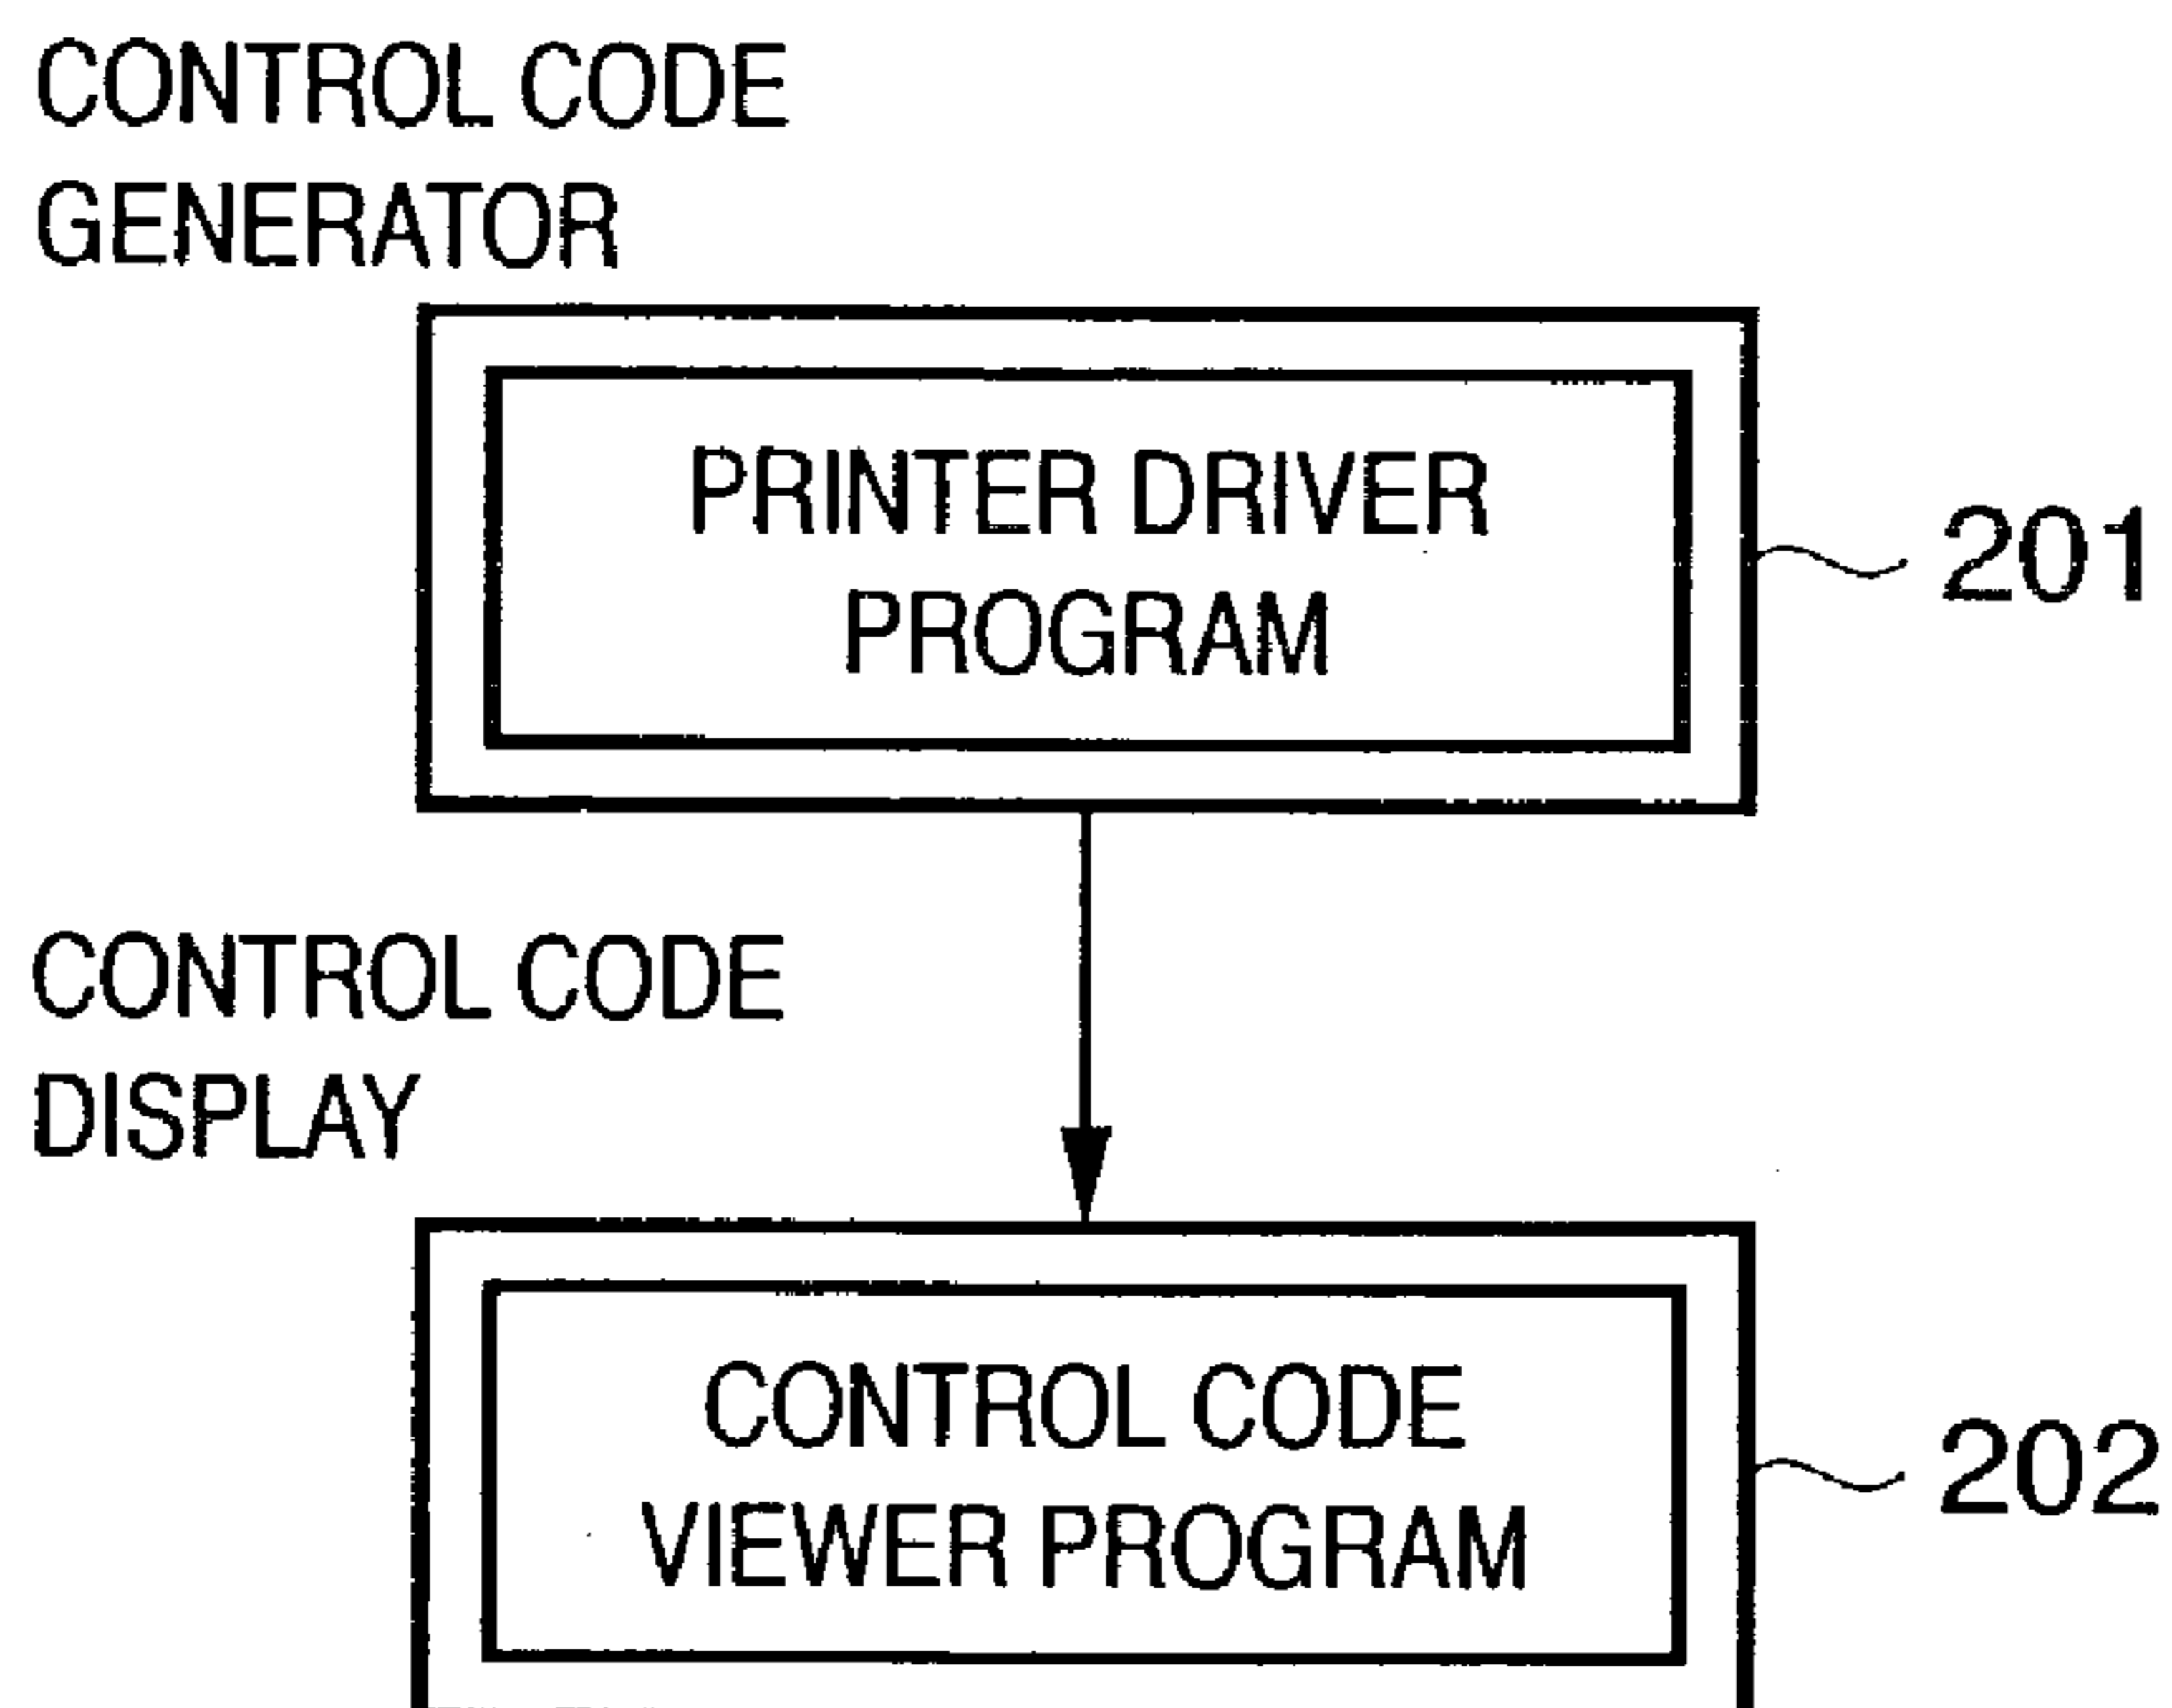 CONTROL CODE
GENERATOR
PRINTER DRIVER
PROGRAM
201
CONTROL CODE
DISPLAY
CONTROL CODE
VIEWER PROGRAM
202